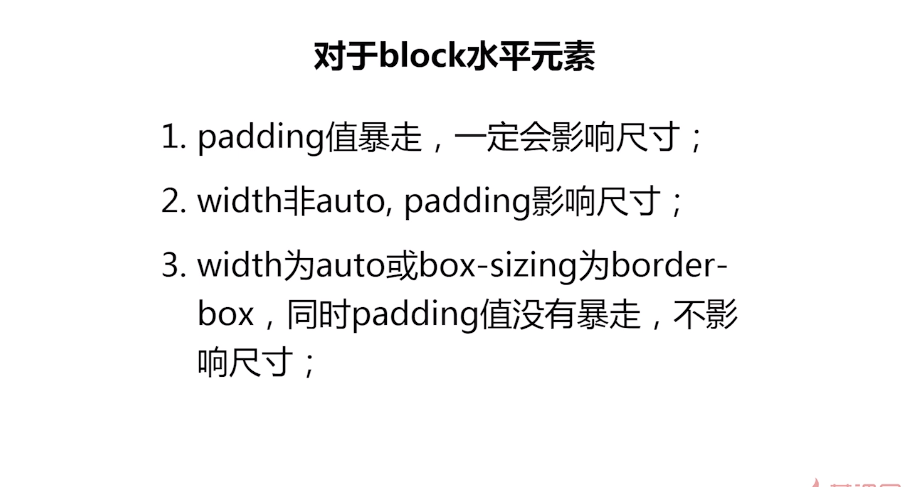 对于block水平元素
1. padding值暴走，一定会影响尺寸；
2. width非auto, padding影响尺寸；
3. width为auto或box-sizing为border-
box，同时padding值没有暴走，不影
响尺寸；